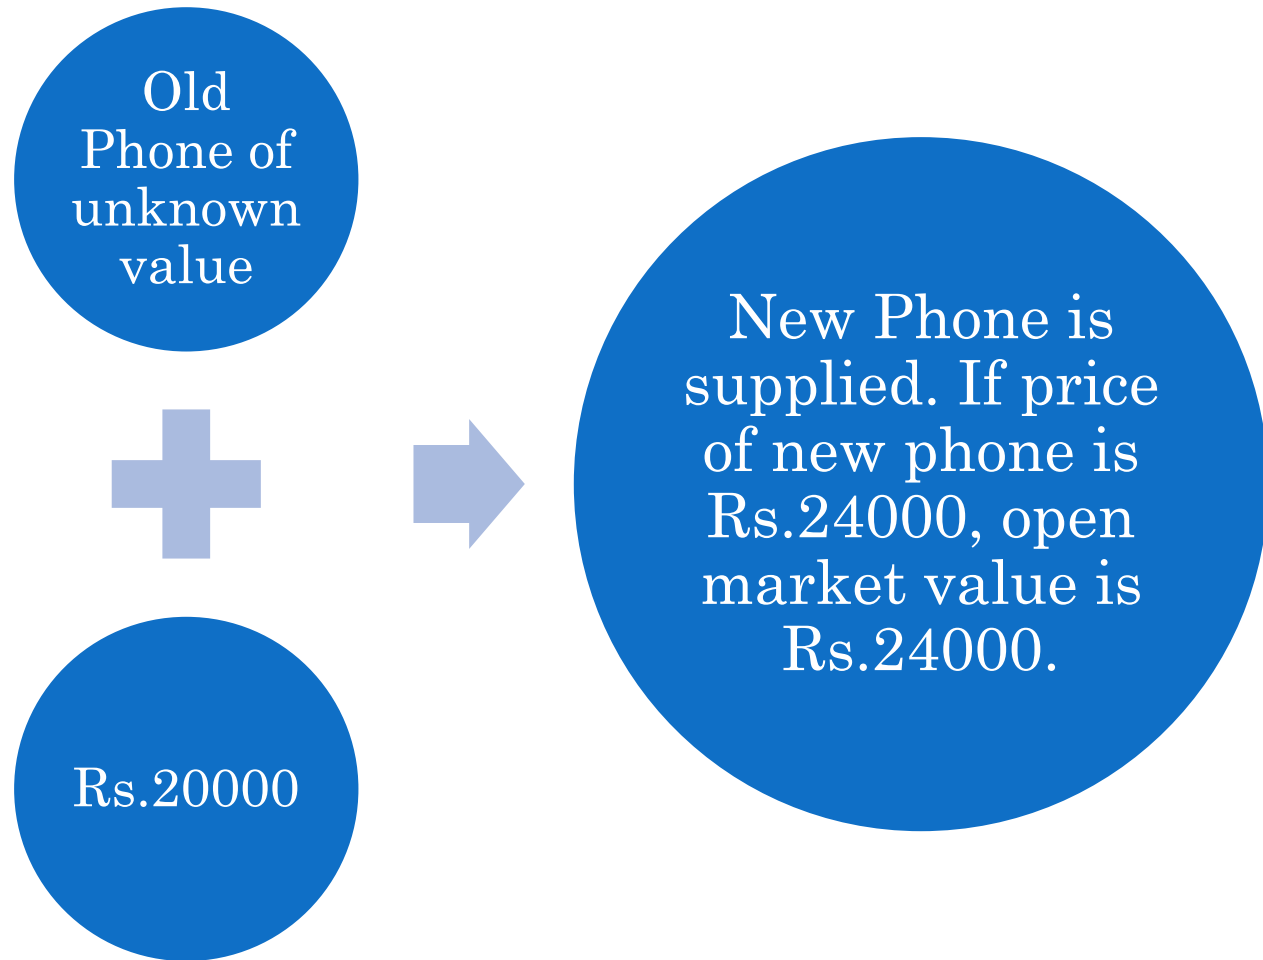 Old
Phone of
unknown
value
Rs.20000
New Phone is
supplied. If price
of new phone is
Rs.24000, open
market value is
Rs.24000.